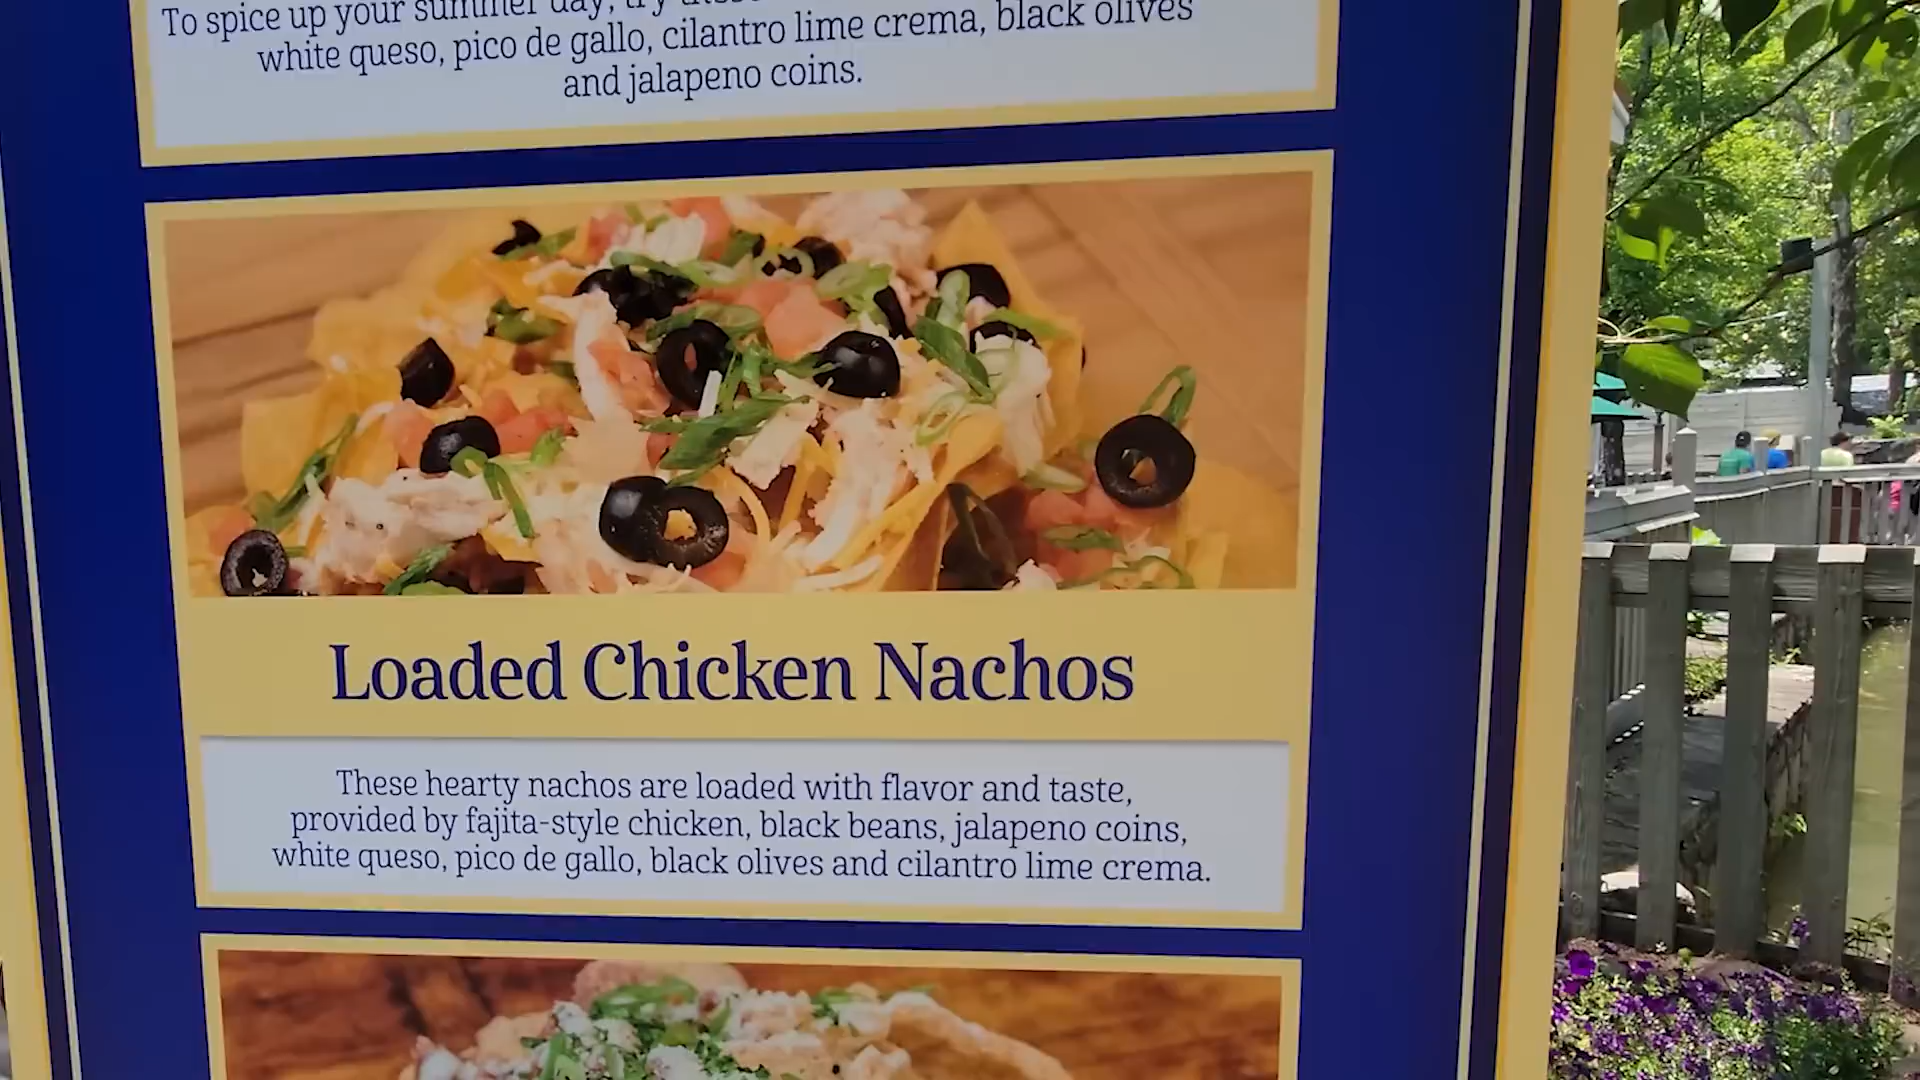 To spice up your summer day, try these
white queso, pico de gallo, cilantro lime crema, black olives
and jalapeno coins.
Loaded Chicken Nachos
These hearty nachos are loaded with flavor and taste,
provided by fajita-style chicken, black beans, jalapeno coins,
white queso, pico de gallo, black olives and cilantro lime crema.